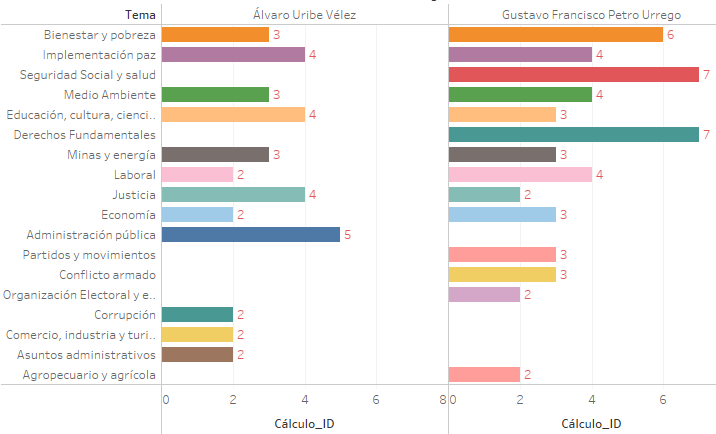 Tema Álvaro Uribe Vélez Gustavo Francisco Petro Urrego
Bienestar y pobreza 3 6
Implementación paz 4 4
Seguridad Social y salud 7
Medio Ambiente 3 4
Educación, cultura, cienci.. 4 3
Derechos Fundamentales 7
Minas y energía 3 3
Laboral 2 4
Justicia 4 2
Economía 2 3
Administración pública 5
Partidos y movimientos 3
Conflicto armado 3
Organización Electoral y e.. 2
Corrupción 2
Comercio, industria y turi.. 2
Asuntos administrativos 2
Agropecuario y agrícola 2
0 2 4 6 8 0 2 4 6
Cálculo_ID Cálculo_ID